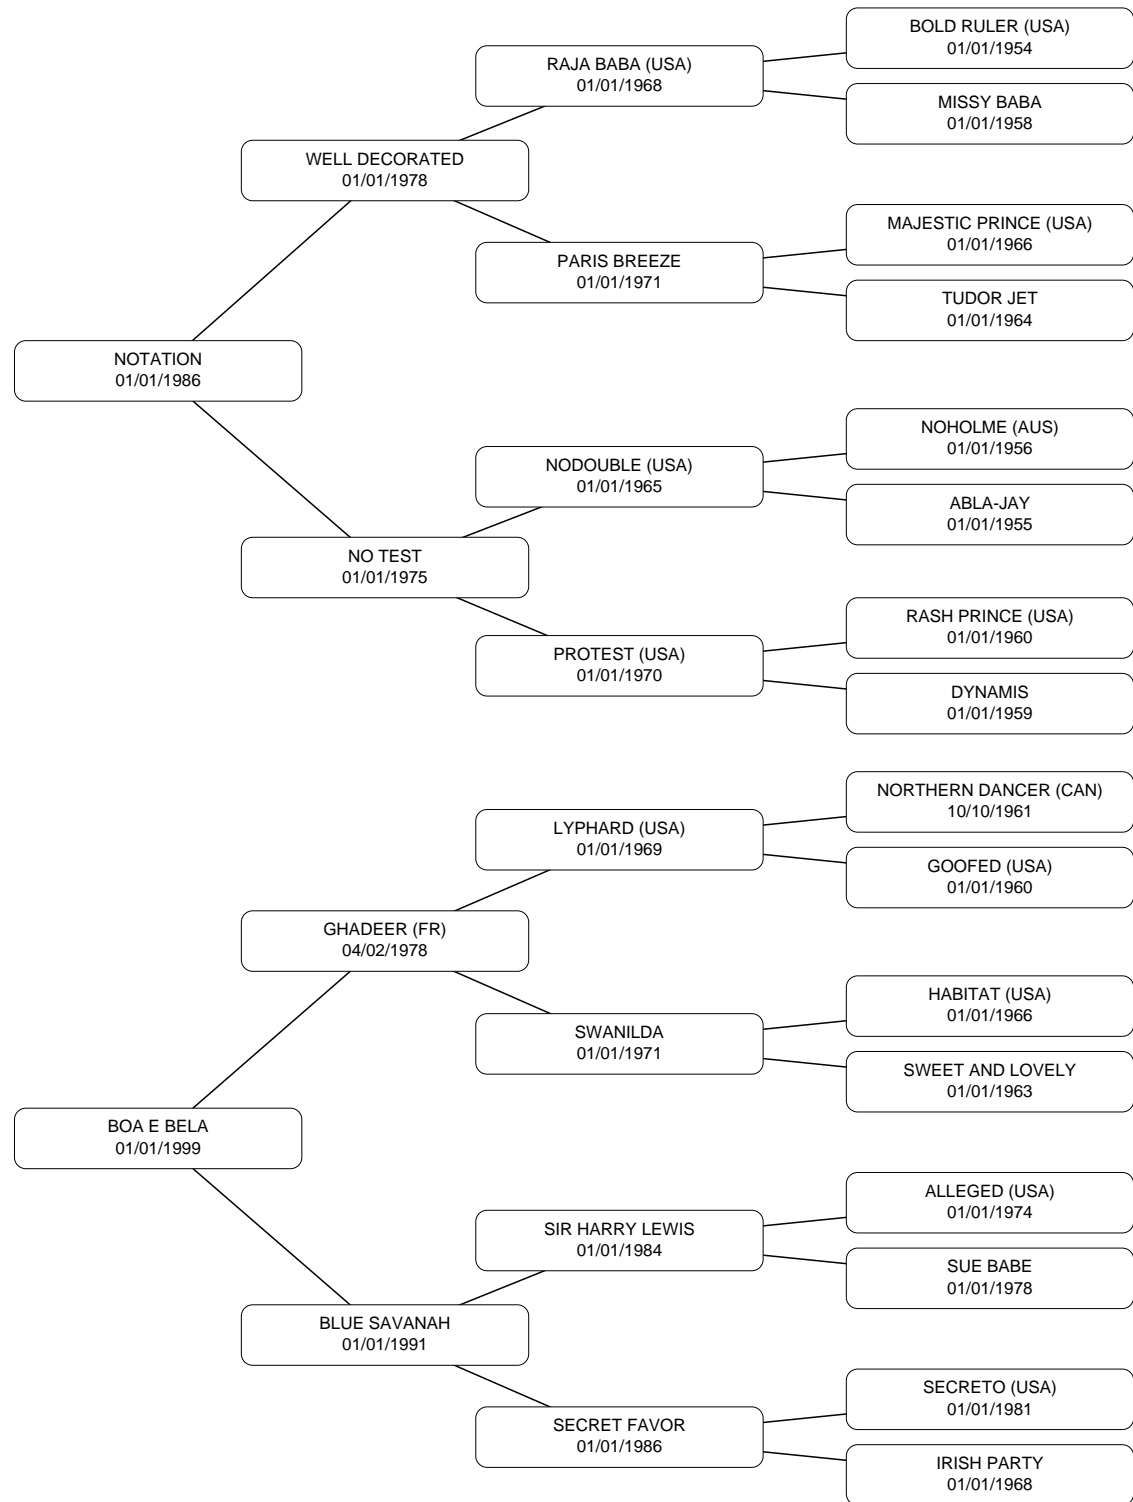 BOLD RULER (USA)
01/01/1954
RAJA BABA (USA)
01/01/1968
MISSY BABA
01/01/1958
WELL DECORATED
01/01/1978
MAJESTIC PRINCE (USA)
01/01/1966
PARIS BREEZE
01/01/1971
TUDOR JET
01/01/1964
NOTATION
01/01/1986
NOHOLME (AUS)
01/01/1956
NODOUBLE (USA)
01/01/1965
ABLA-JAY
01/01/1955
NO TEST
01/01/1975
RASH PRINCE (USA)
01/01/1960
PROTEST (USA)
01/01/1970
DYNAMIS
01/01/1959
NORTHERN DANCER (CAN)
10/10/1961
LYPHARD (USA)
01/01/1969
GOOFED (USA)
01/01/1960
GHADEER (FR)
04/02/1978
HABITAT (USA)
01/01/1966
SWANILDA
01/01/1971
SWEET AND LOVELY
01/01/1963
BOA E BELA
01/01/1999
ALLEGED (USA)
01/01/1974
SIR HARRY LEWIS
01/01/1984
SUE BABE
01/01/1978
BLUE SAVANAH
01/01/1991
SECRETO (USA)
01/01/1981
SECRET FAVOR
01/01/1986
IRISH PARTY
01/01/1968